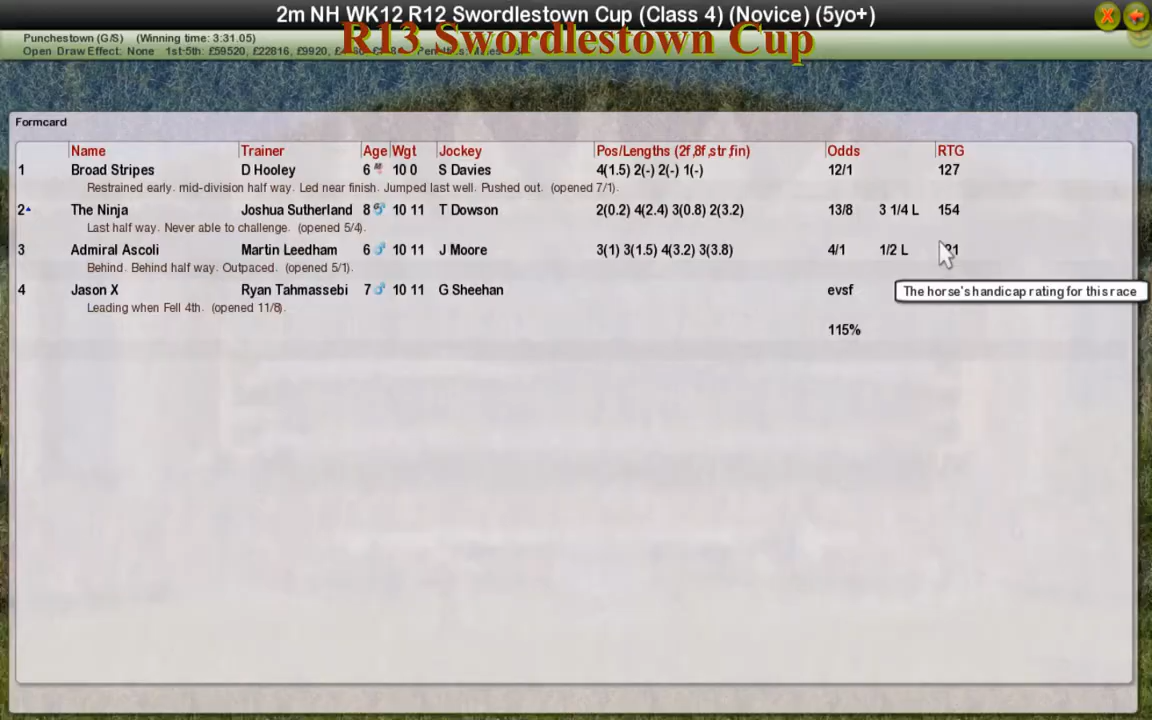 2m NH WK12 R12 Swordlestown Cup (Class 4) (Novice) (5yo+)
R13 Swordlestown Cup
Punchestown (G/S) (Winning time: 3:31.05)
Open Draw Effect: None 1st-5th: £59520, £22816, £9920,
Formcard
Name Trainer Age Wgt Jockey Pos/Lengths (2f,8f,str,fin) Odds RTG
1 Broad Stripes D Hooley 6 10 0 S Davies 4(1.5) 2(-) 2(-) 1(-) 12/1 127
Restrained early. mid-division half way. Led near finish. Jumped last well. Pushed out. (opened 7/1).
2 The Ninja Joshua Sutherland 8 10 11 T Dowson 2(0.2) 4(2.4) 3(0.8) 2(3.2) 13/8 3 1/4 L 154
Last half way. Never able to challenge. (opened 5/4).
3 Admiral Ascoli Martin Leedham 6 10 11 J Moore 3(1) 3(1.5) 4(3.2) 3(3.8) 4/1 1/2 L
Behind. Behind half way. Outpaced. (opened 5/1).
4 Jason X Ryan Tahmassebi 7 10 11 G Sheehan evsf
The horse's handicap rating for this race
Leading when Fell 4th. (opened 11/8).
115%